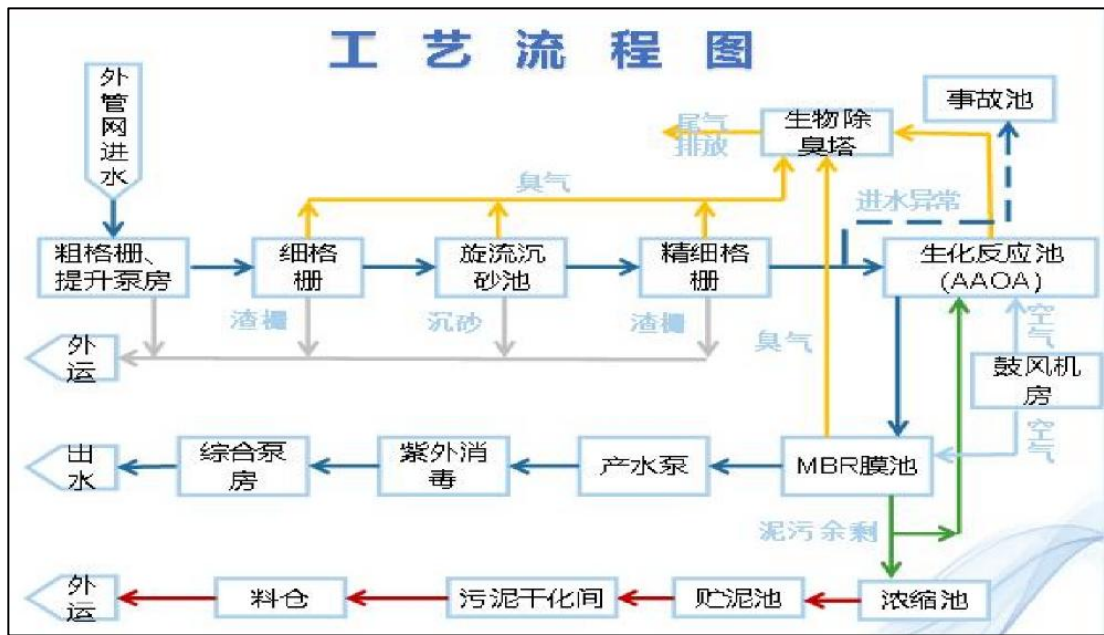 工艺流程图
外
管
网
进
水
事故池
尾气
排放
生物除
臭塔
臭气
进水异常
粗格栅、
提升泵房
细格
栅
旋流沉
砂池
精细格
栅
生化反应池
(AAOA)
渣栅
沉砂
渣栅
臭气
空气
外
运
鼓风机
房
出
水
综合泵
房
紫外消
毒
产水泵
MBR膜池
空气
泥污余剩
外
运
料仓
污泥干化间
贮泥池
浓缩池